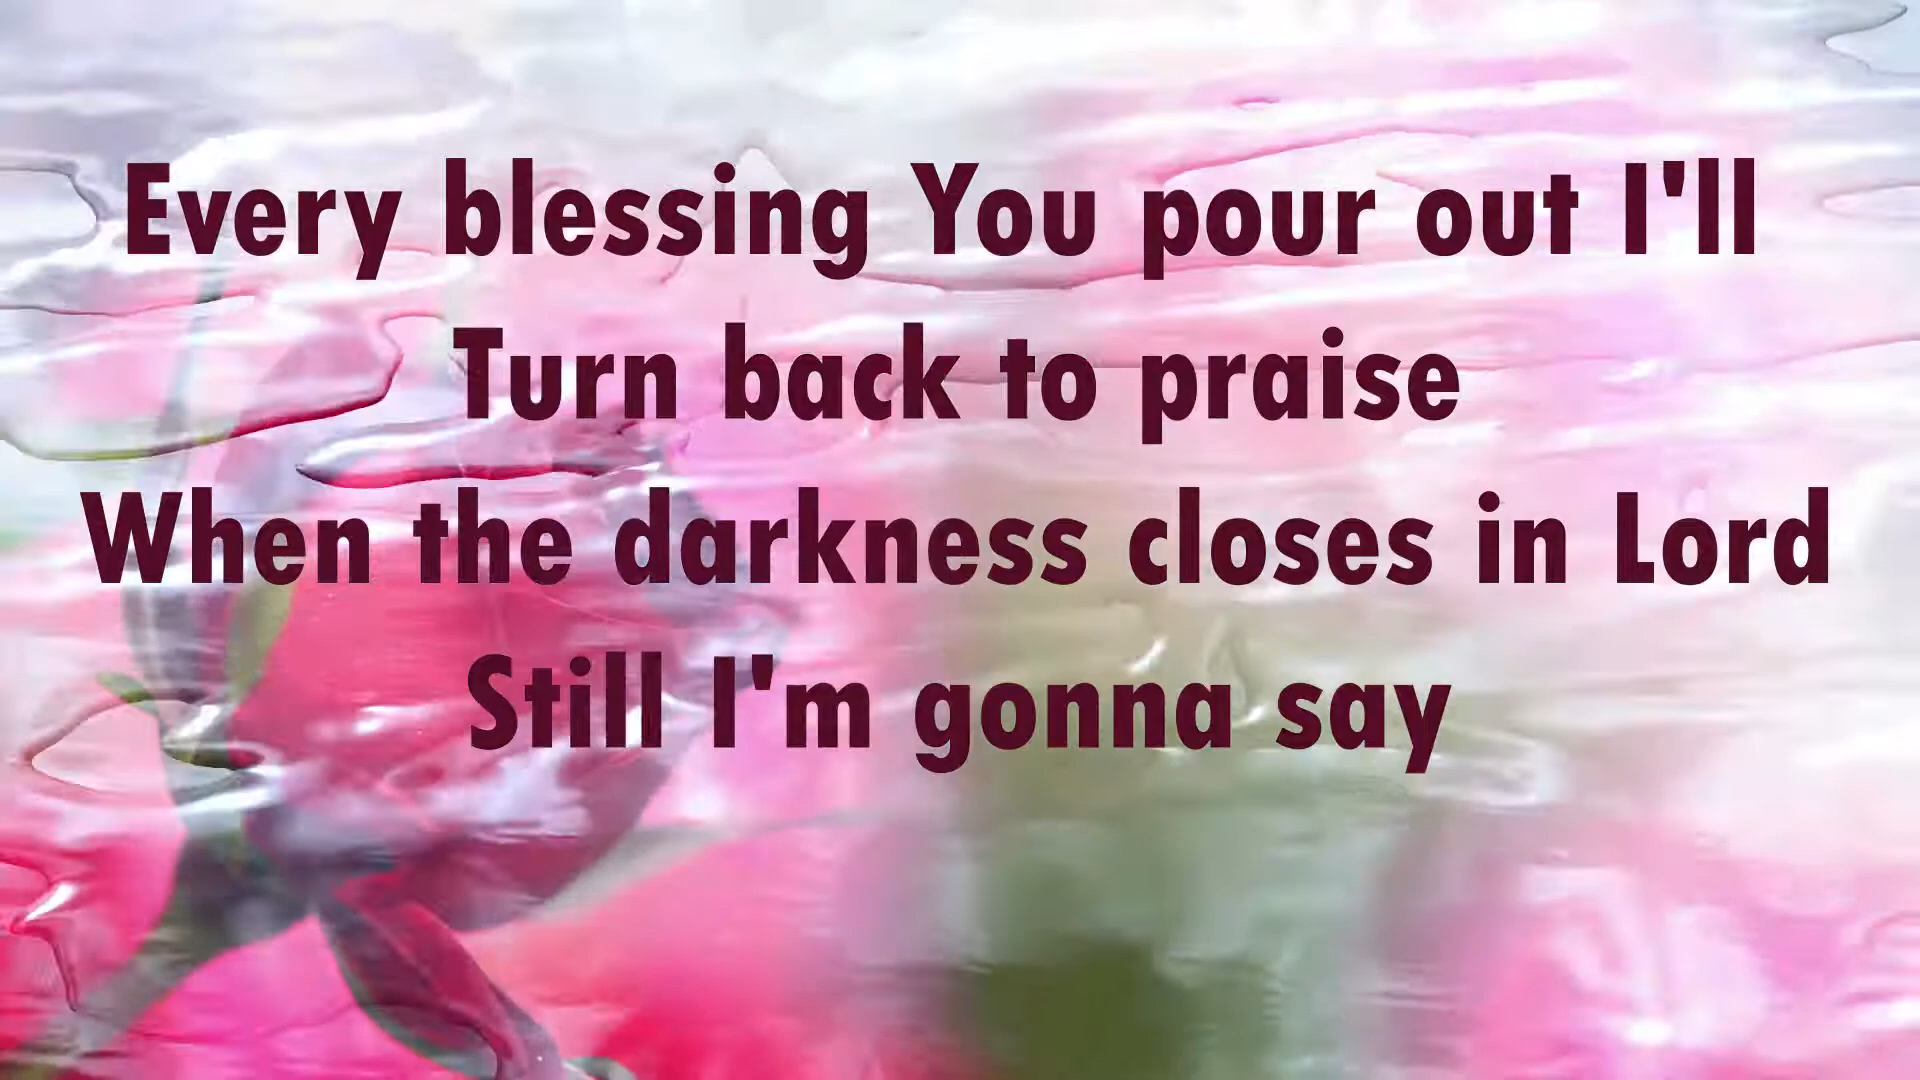 Every blessing You pour out I'll
Turn back to praise
When the darkness closes in Lord
Still I'm gonna say